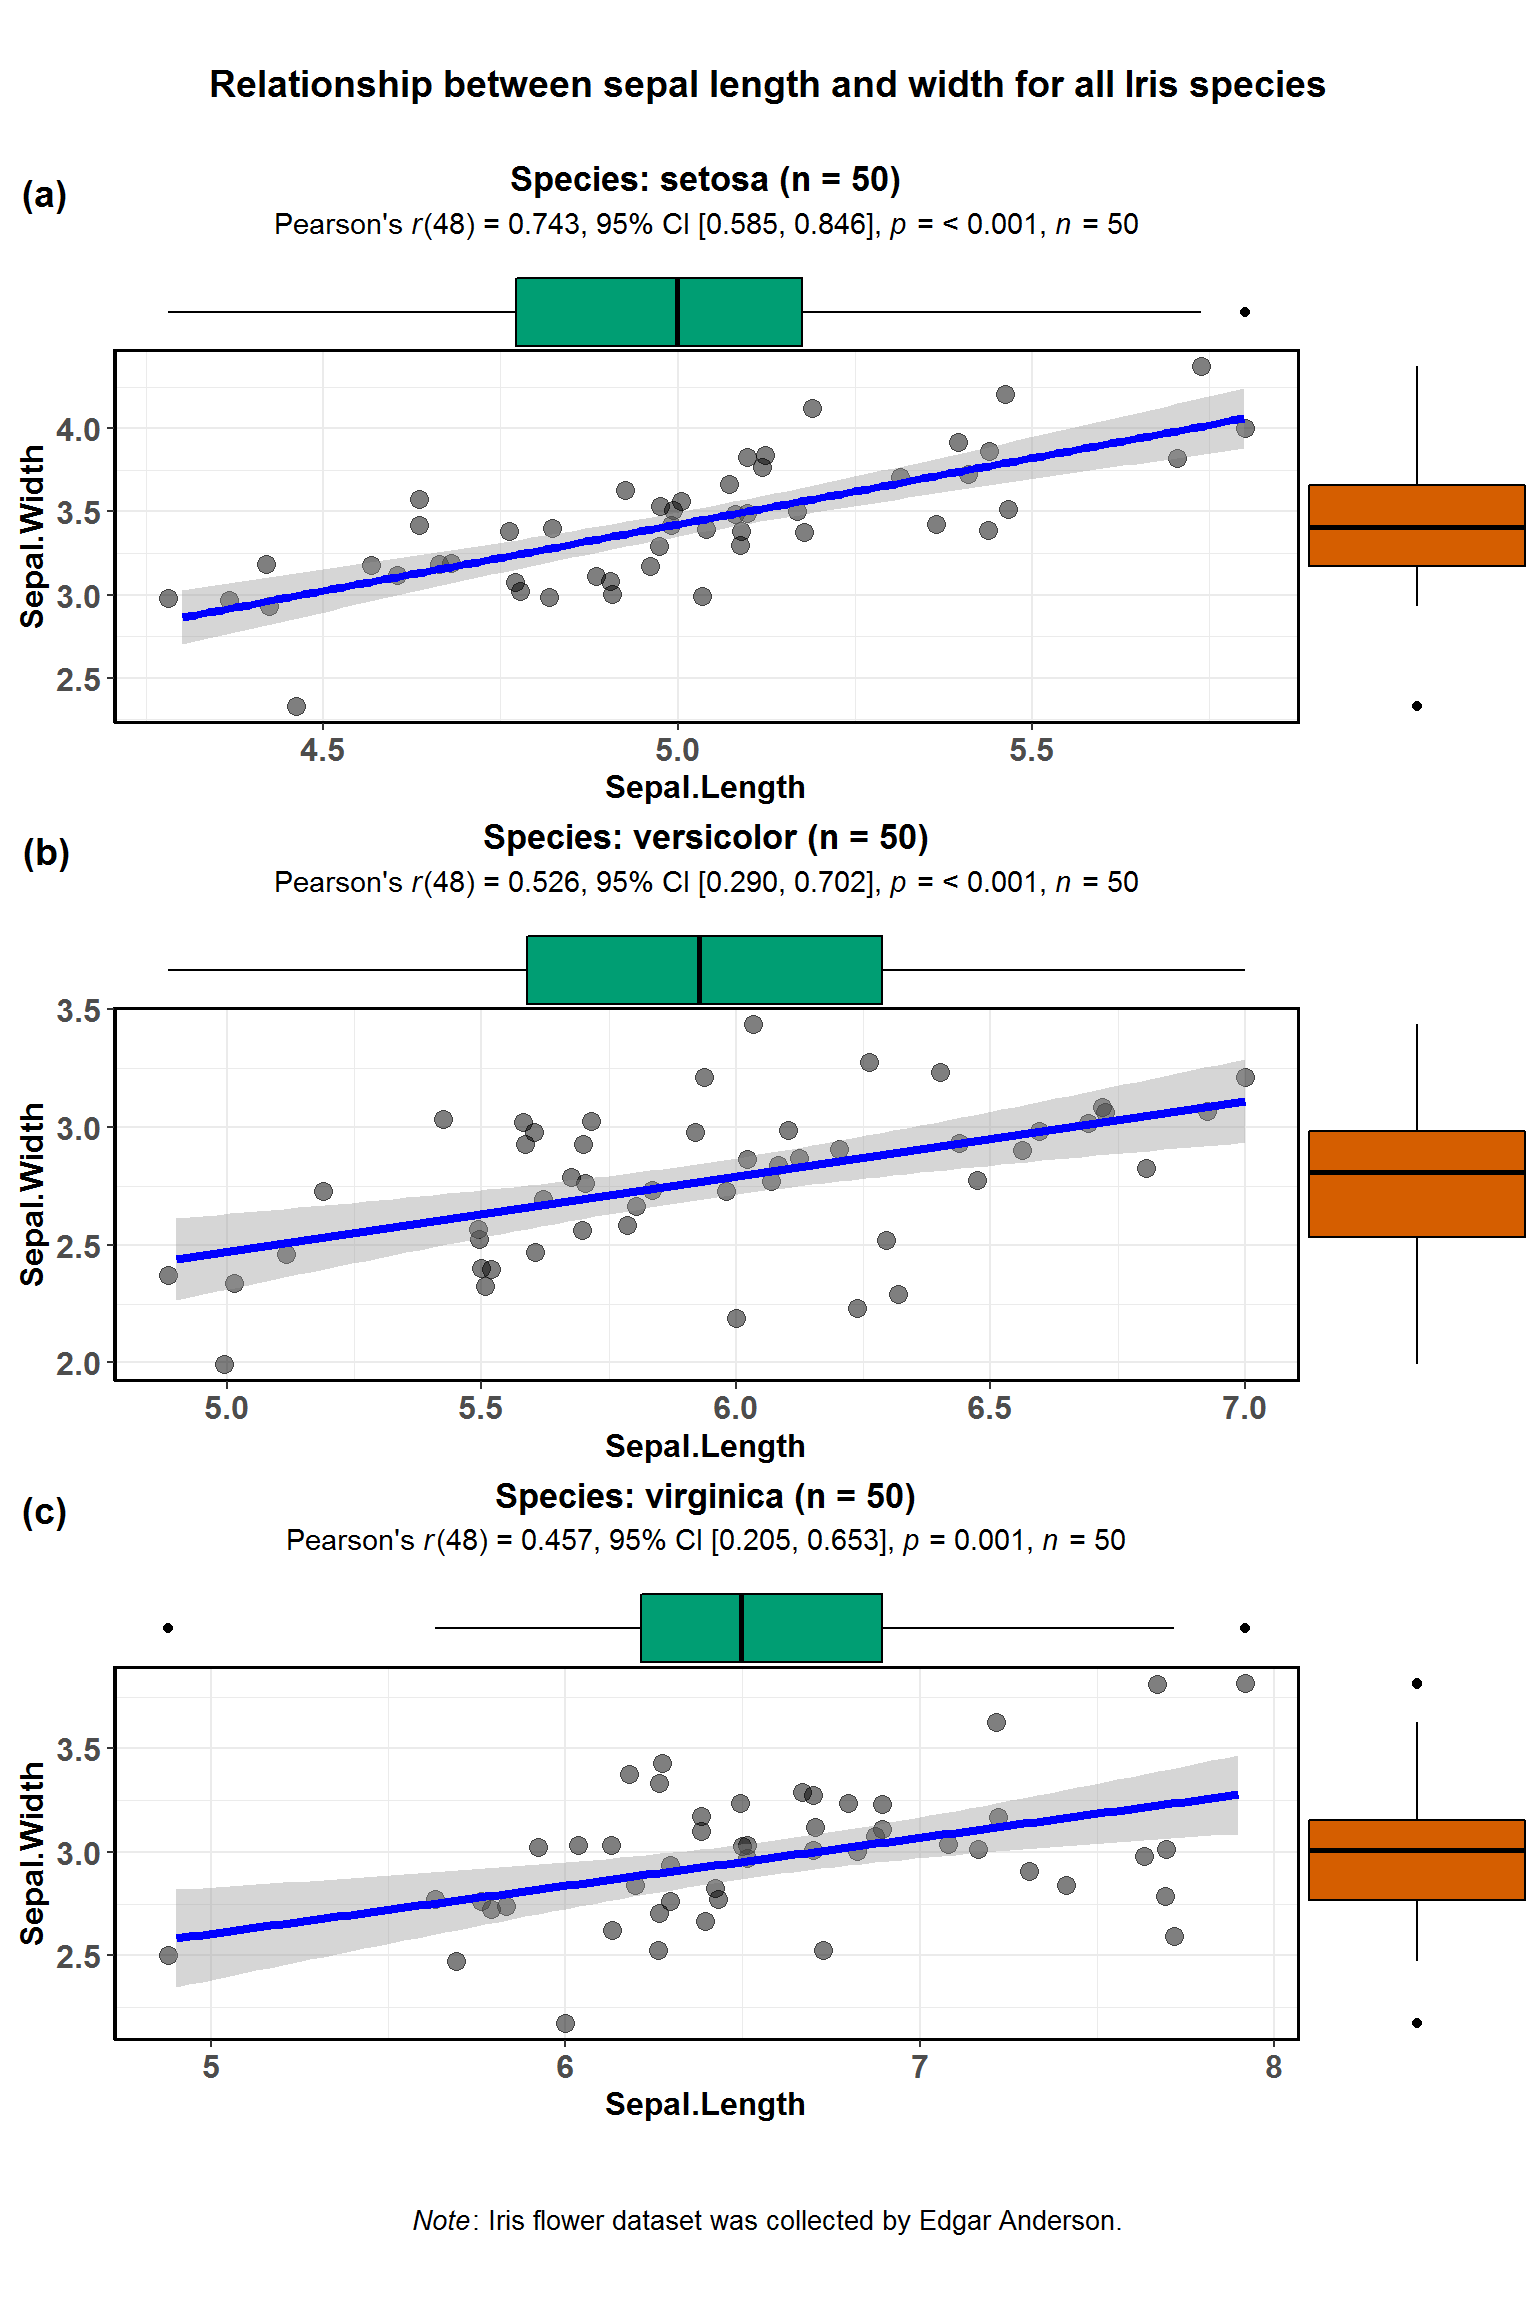 Relationship between sepal length and width for all Iris species
(a)
Species: setosa (n = 50)
Pearson's r(48) = 0.743, 95% CI [0.585, 0.846], p = < 0.001, n = 50
Sepal.Width
4.0
3.5
3.0
2.5
4.5 5.0 5.5
Sepal.Length
(b)
Species: versicolor (n = 50)
Pearson's r(48) = 0.526, 95% CI [0.290, 0.702], p = < 0.001, n = 50
Sepal.Width
3.5
3.0
2.5
2.0
5.0 5.5 6.0 6.5 7.0
Sepal.Length
(c)
Species: virginica (n = 50)
Pearson's r(48) = 0.457, 95% CI [0.205, 0.653], p = 0.001, n = 50
Sepal.Width
3.5
3.0
2.5
5 6 7 8
Sepal.Length
Note: Iris flower dataset was collected by Edgar Anderson.